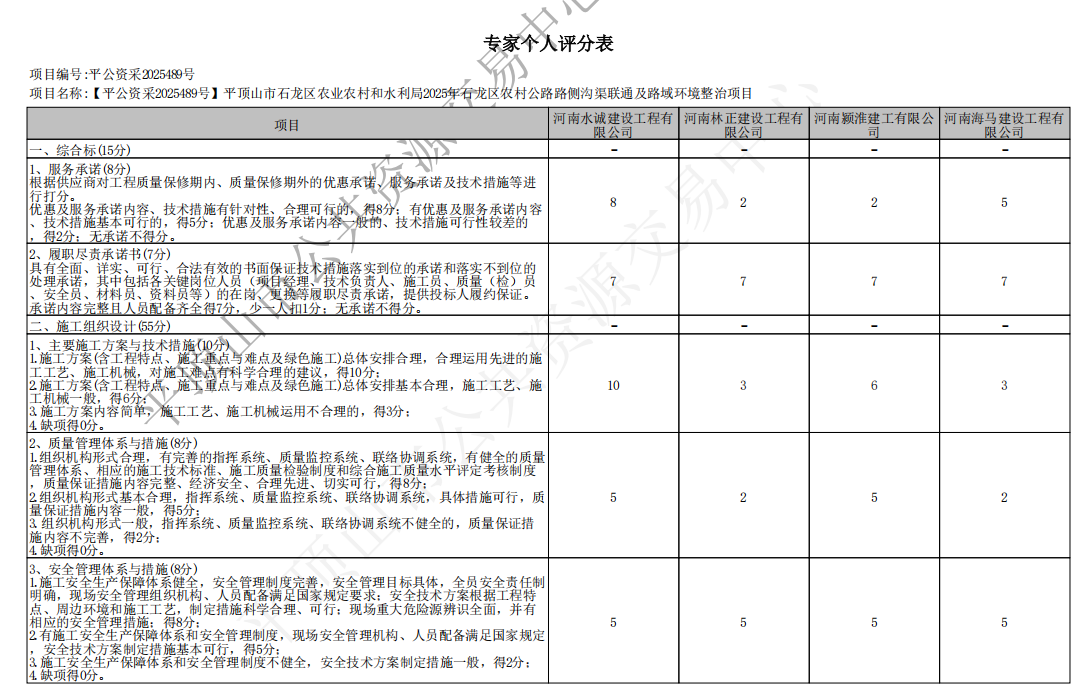 专家个人评分表
项目编号:平公资采2025489号
项目名称:【平公资采2025489号】平顶山市石龙区农业农村和水利局2025年石龙区农村公路路侧沟渠联通及路域环境整治项目
项目
河南水诚建设工程有
限公司
河南林正建设工程有
限公司
河南颍淮建工有限公
司
河南海马建设工程有
限公司
一、综合标(15分)
-
-
-
-
1、服务承诺(8分)
根据供应商对工程质量保修期内、质量保修期外的优惠承诺、服务承诺及技术措施等进
行打分。
优惠及服务承诺内容、技术措施有针对性、合理可行的，得8分；有优惠及服务承诺内容
、技术措施基本可行的，得5分；优惠及服务承诺内容一般的、技术措施可行性较差的
，得2分；无承诺不得分。
8
2
2
5
2、履职尽责承诺书(7分)
具有全面、详实、可行、合法有效的书面保证技术措施落实到位的承诺和落实不到位的
处理承诺，其中包括各关键岗位人员（项目经理、技术负责人、施工员、质量（检）员
、安全员、材料员、资料员等）的在岗、更换等履职尽责承诺，提供投标人履约保证。
承诺内容完整且人员配备齐全得7分，少一人扣1分；无承诺不得分。
7
7
7
7
二、施工组织设计(55分)
-
-
-
-
1、主要施工方案与技术措施(10分)
1.施工方案(含工程特点、施工重点与难点及绿色施工)总体安排合理，合理运用先进的施
工工艺、施工机械，对施工难点有科学合理的建议，得10分；
2.施工方案(含工程特点、施工重点与难点及绿色施工)总体安排基本合理，施工工艺、施
工机械一般，得6分；
3.施工方案内容简单，施工工艺、施工机械运用不合理的，得3分；
4.缺项得0分。
10
3
6
3
2、质量管理体系与措施(8分)
1.组织机构形式合理，有完善的指挥系统、质量监控系统、联络协调系统，有健全的质量
管理体系、相应的施工技术标准、施工质量检验制度和综合施工质量水平评定考核制度
，质量保证措施内容完整、经济安全、合理先进、切实可行，得8分；
2.组织机构形式基本合理，指挥系统、质量监控系统、联络协调系统，具体措施可行，质
量保证措施内容一般，得5分；
3.组织机构形式一般，指挥系统、质量监控系统、联络协调系统不健全的，质量保证措
施内容不完善，得2分；
4.缺项得0分。
5
2
5
2
3、安全管理体系与措施(8分)
1.施工安全生产保障体系健全，安全管理制度完善，安全管理目标具体，全员安全责任制
明确，现场安全管理组织机构、人员配备满足国家规定要求；安全技术方案根据工程特
点、周边环境和施工工艺，制定措施科学合理、可行；现场重大危险源辨识全面，并有
相应的安全管理措施；得8分；
2.有施工安全生产保障体系和安全管理制度，现场安全管理机构、人员配备满足国家规定
，安全技术方案制定措施基本可行，得5分；
3.施工安全生产保障体系和安全管理制度不健全，安全技术方案制定措施一般，得2分；
4.缺项得0分。
5
5
5
5
平顶山市公共资源交易中心
平顶山市公共资源交易中心